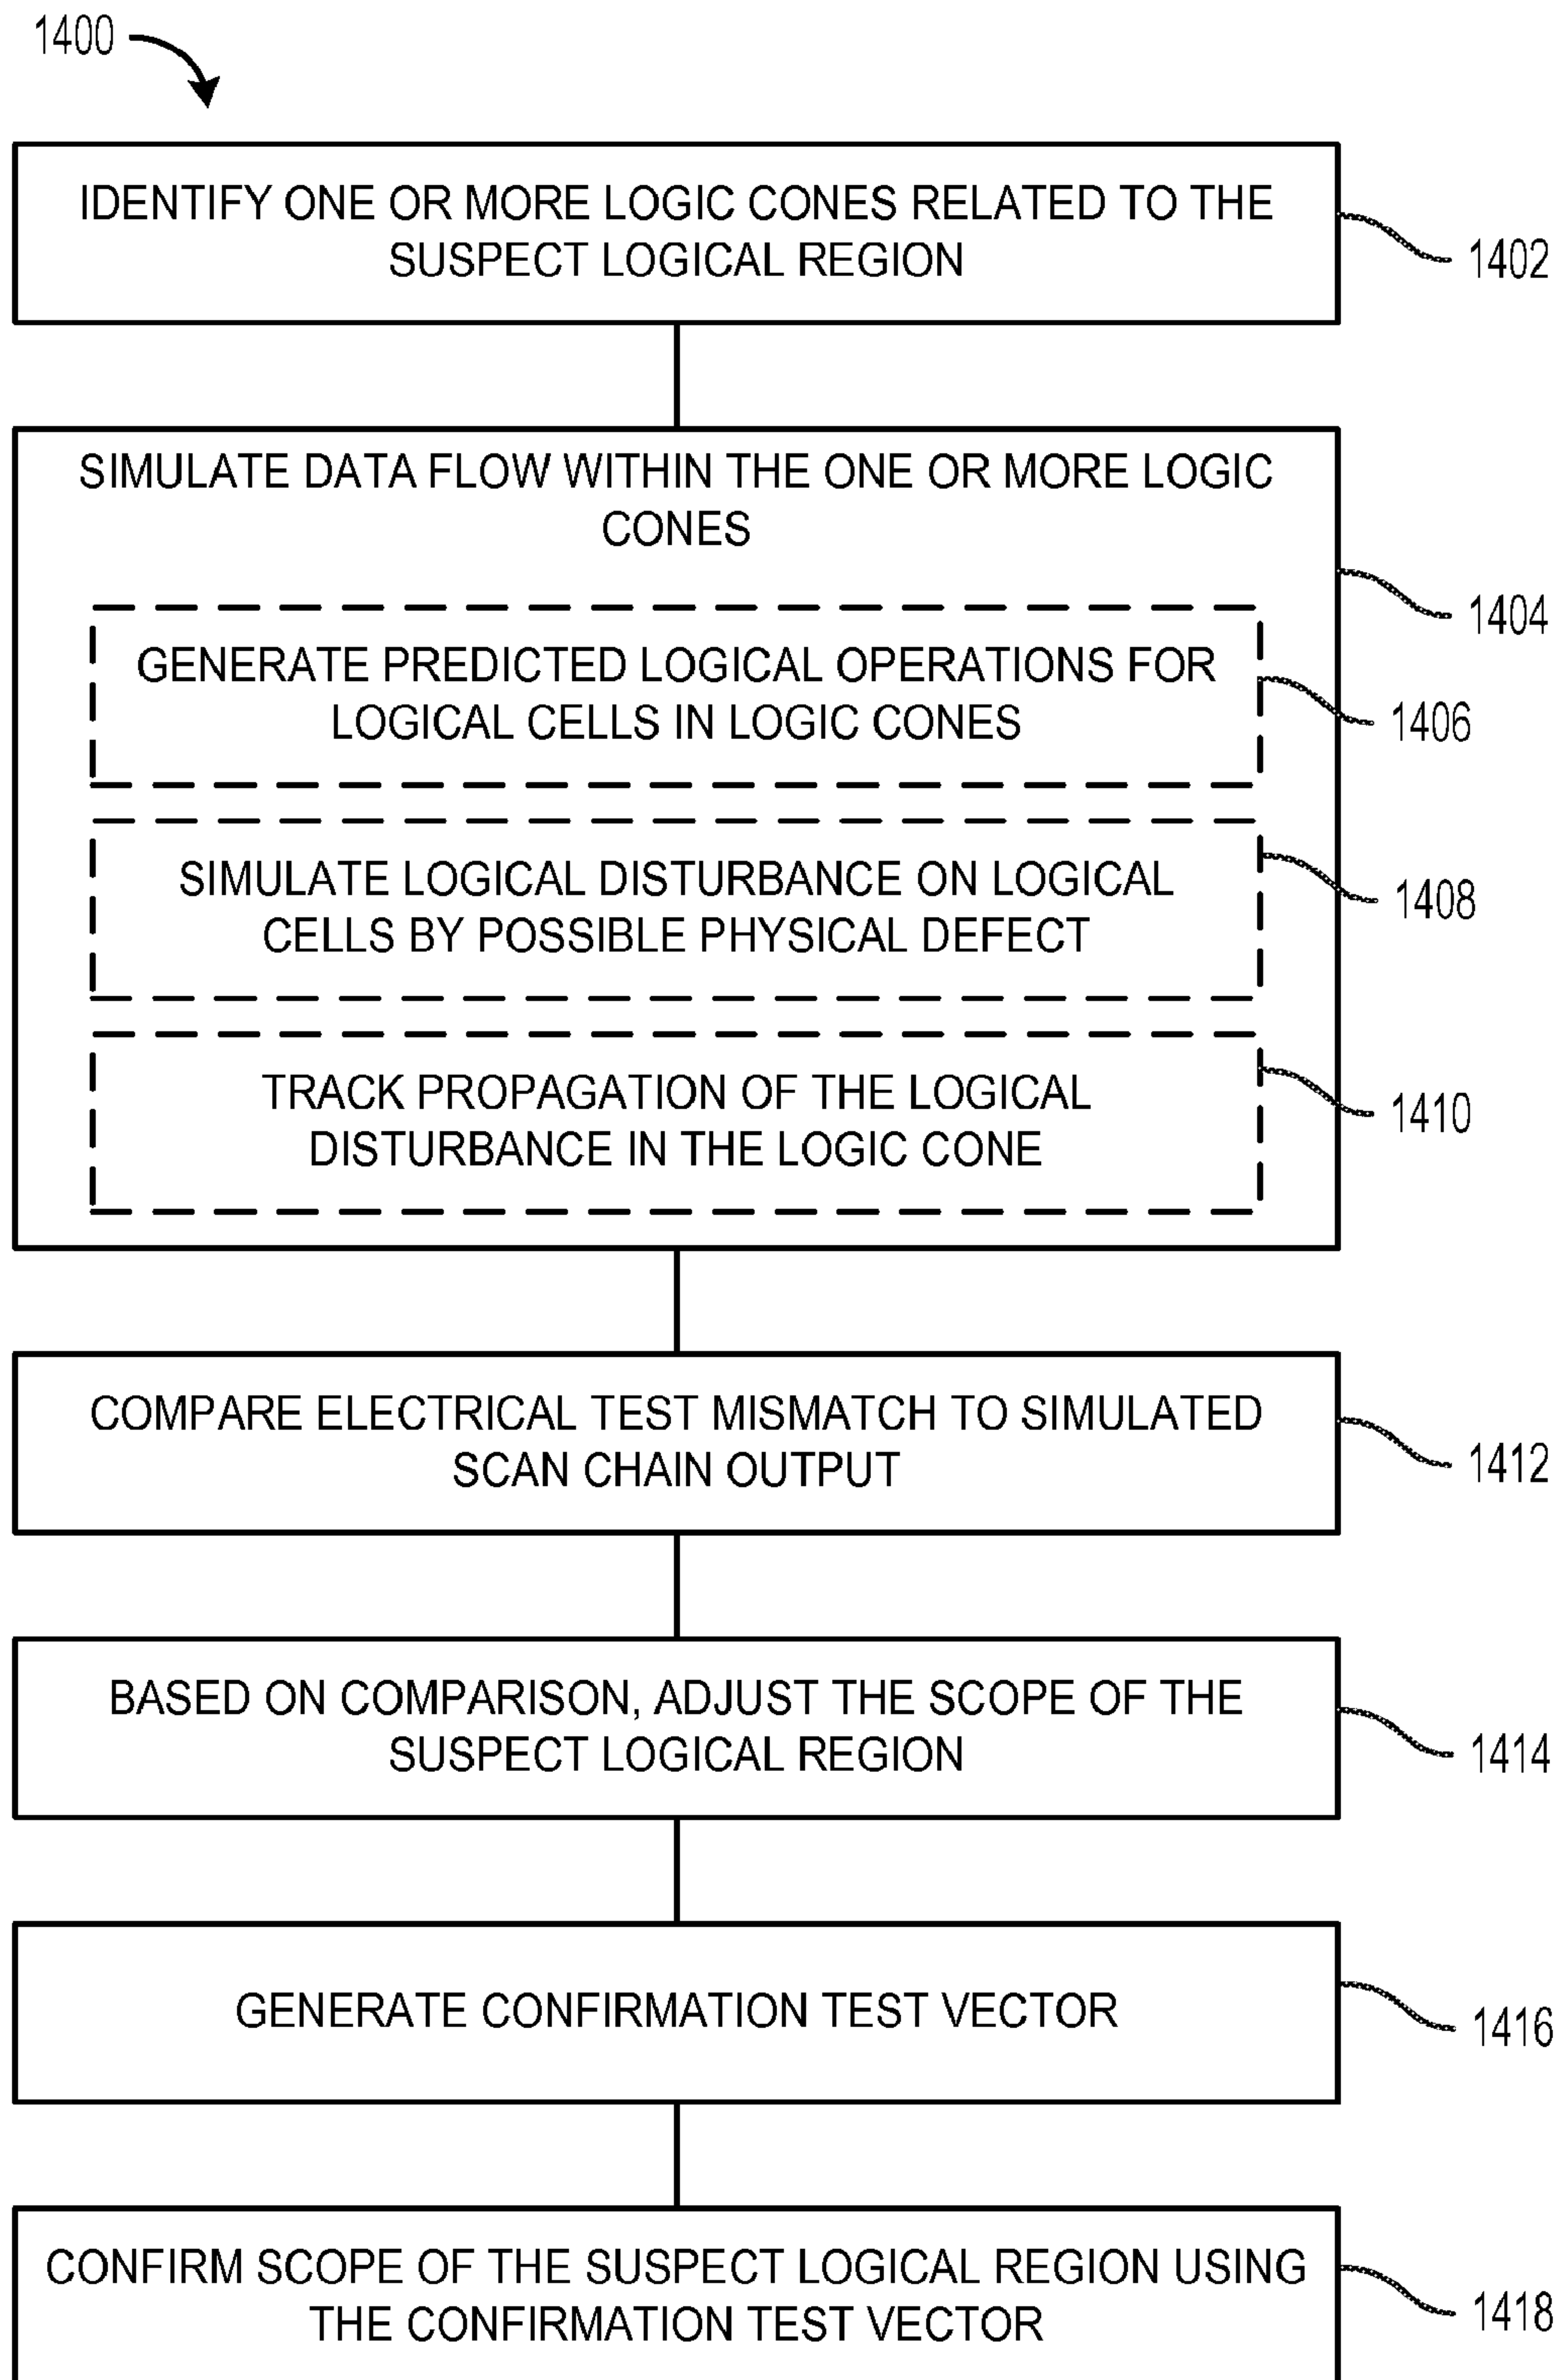 1400
IDENTIFY ONE OR MORE LOGIC CONES RELATED TO THE
SUSPECT LOGICAL REGION
1402
SIMULATE DATA FLOW WITHIN THE ONE OR MORE LOGIC
CONES
1404
GENERATE PREDICTED LOGICAL OPERATIONS FOR
LOGICAL CELLS IN LOGIC CONES
1406
SIMULATE LOGICAL DISTURBANCE ON LOGICAL
CELLS BY POSSIBLE PHYSICAL DEFECT
1408
TRACK PROPAGATION OF THE LOGICAL
DISTURBANCE IN THE LOGIC CONE
1410
COMPARE ELECTRICAL TEST MISMATCH TO SIMULATED
SCAN CHAIN OUTPUT
1412
BASED ON COMPARISON, ADJUST THE SCOPE OF THE
SUSPECT LOGICAL REGION
1414
GENERATE CONFIRMATION TEST VECTOR
1416
CONFIRM SCOPE OF THE SUSPECT LOGICAL REGION USING
THE CONFIRMATION TEST VECTOR
1418